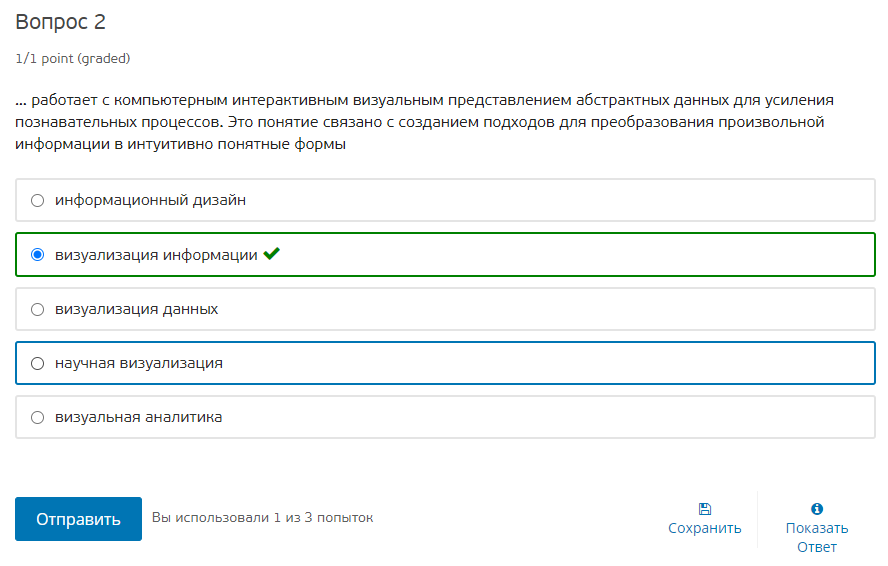 Вопрос 2
1/1 point (graded)
... работает с компьютерным интерактивным визуальным представлением абстрактных данных для усиления
познавательных процессов. Это понятие связано с созданием подходов для преобразования произвольной
информации в интуитивно понятные формы
информационный дизайн
визуализация информации
визуализация данных
научная визуализация
визуальная аналитика
Отправить
Вы использовали 1 из 3 попыток
Сохранить
Показать
Ответ